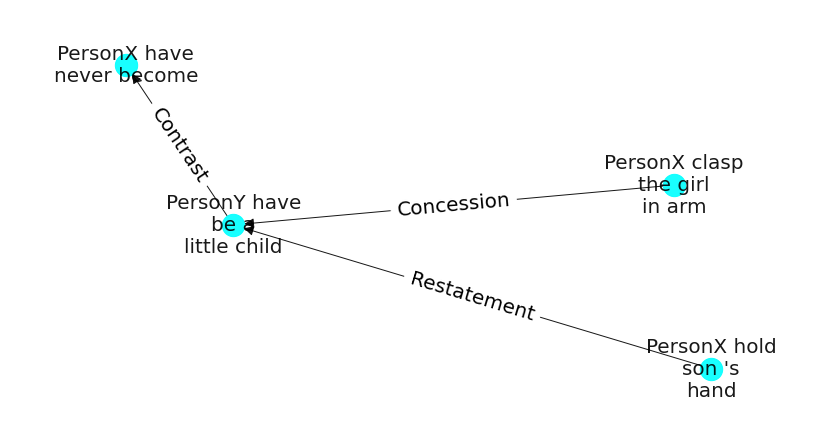 PersonX have
never become
Contrast
PersonX clasp
the girl
in arm
PersonY have
be a
little child
Concession
Restatement
PersonX hold
son 's
hand